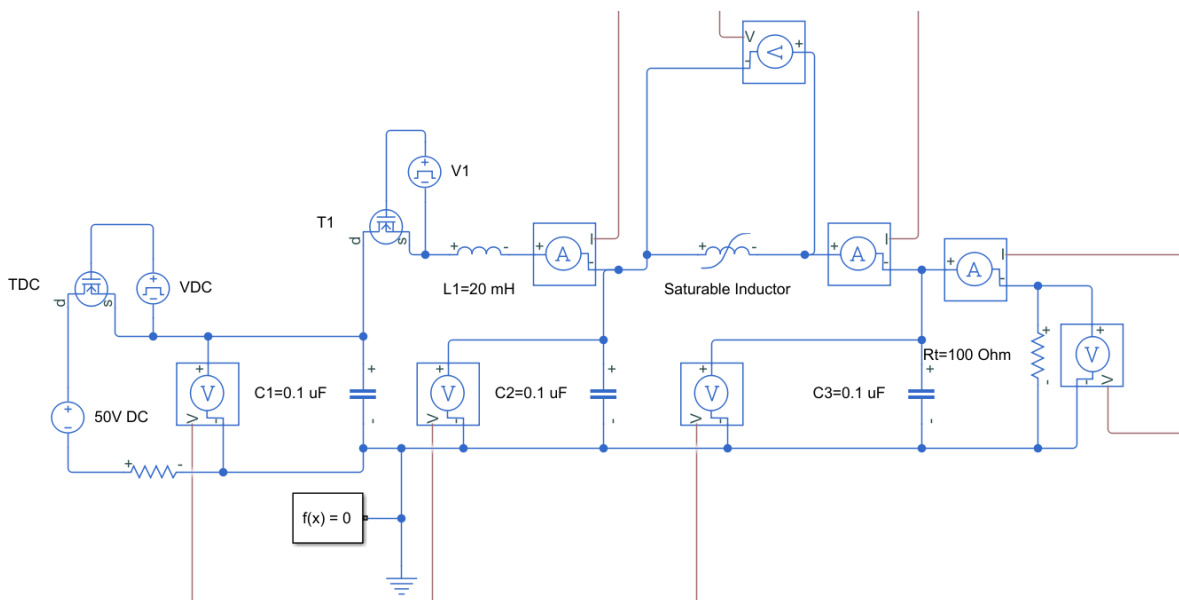 V
+
-
V
V1
+
-
T1
d
s
+
-
L1=20 mH
+
A
I
-
+
-
Saturable Inductor
+
A
I
-
+
A
I
-
TDC
d
s
+
-
VDC
+
-
50V DC
+
V
V
-
C1=0.1 uF
+
-
+
V
V
-
C2=0.1 uF
+
-
+
V
V
-
C3=0.1 uF
+
-
Rt=100 Ohm
+
-
+
V
V
-
+
-
f(x) = 0